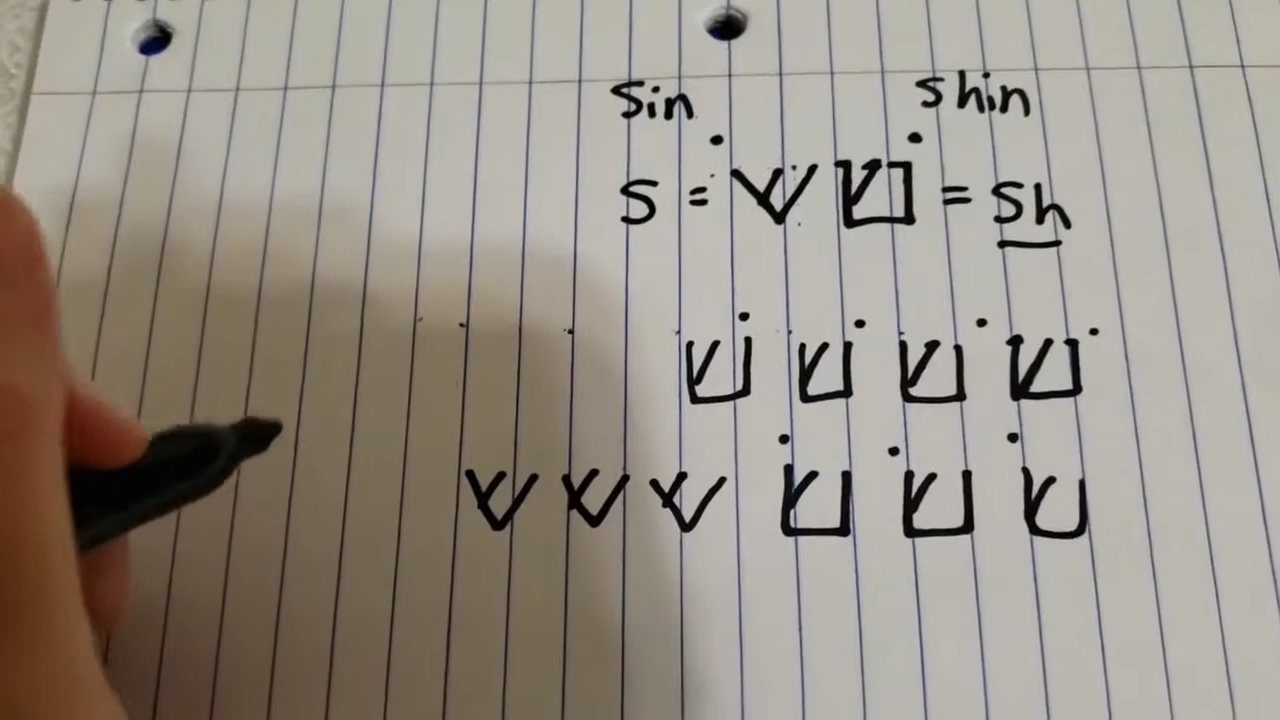 Sin shin
s = שׂ שׁ = sh
שׁ שׁ שׁ שׁ
שׂ שׂ שׂ ש ש ש